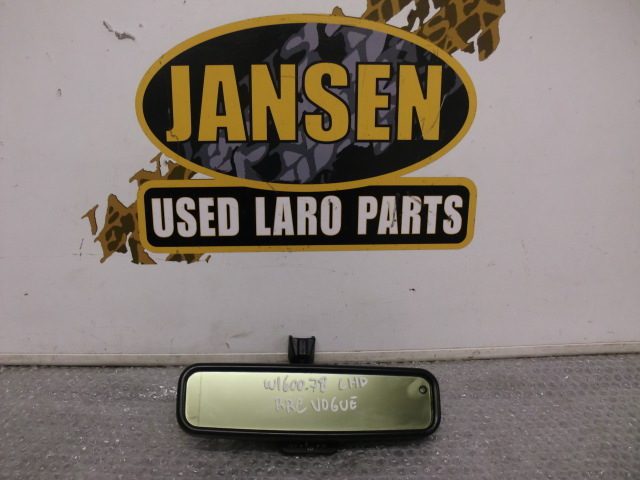 JANSEN
USED LARO PARTS
W1600.78 LHD
RRC VOGUE